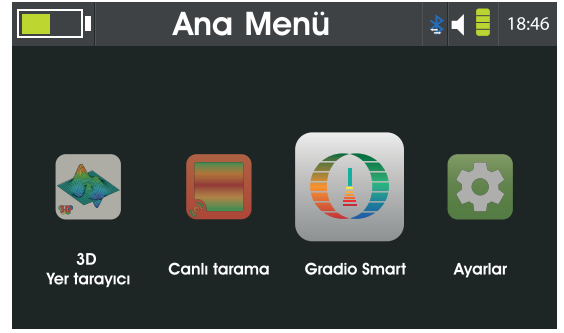 Ana Menü
18:46
3D
Yer tarayıcı
Canlı tarama
Gradio Smart
Ayarlar